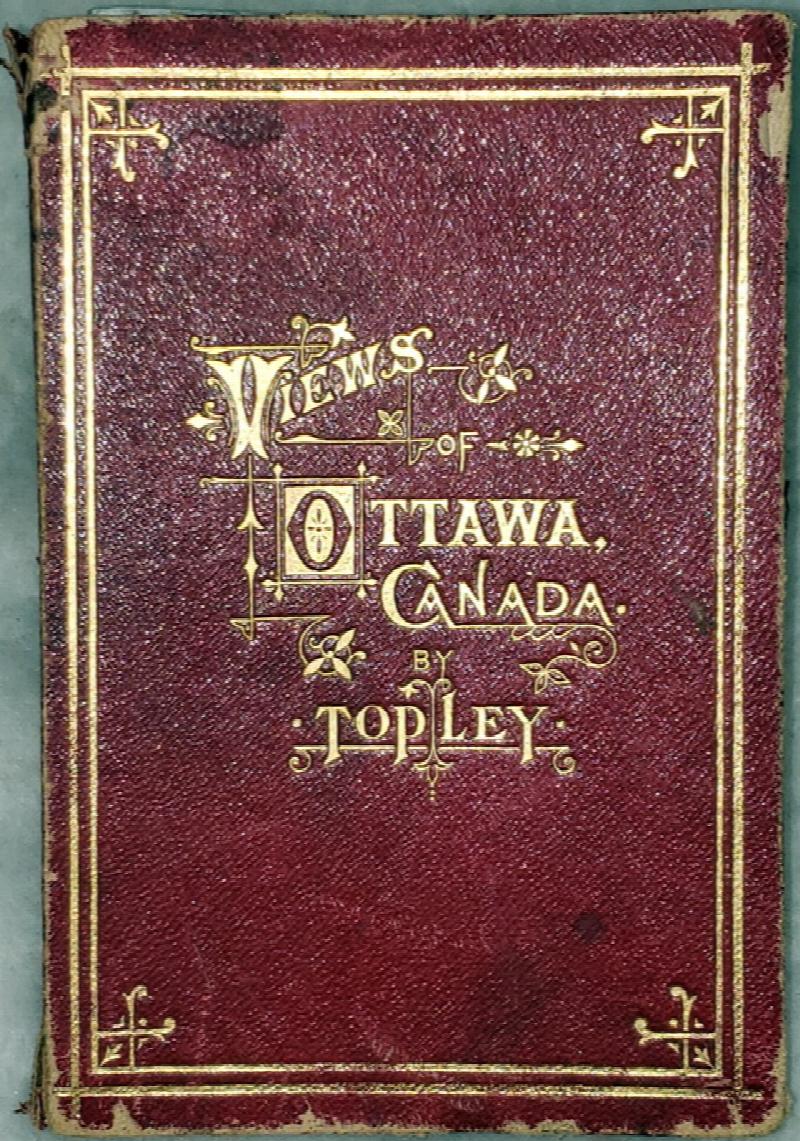 VIEWS
OF
OTTAWA,
CANADA.
BY
·TOPLEY·